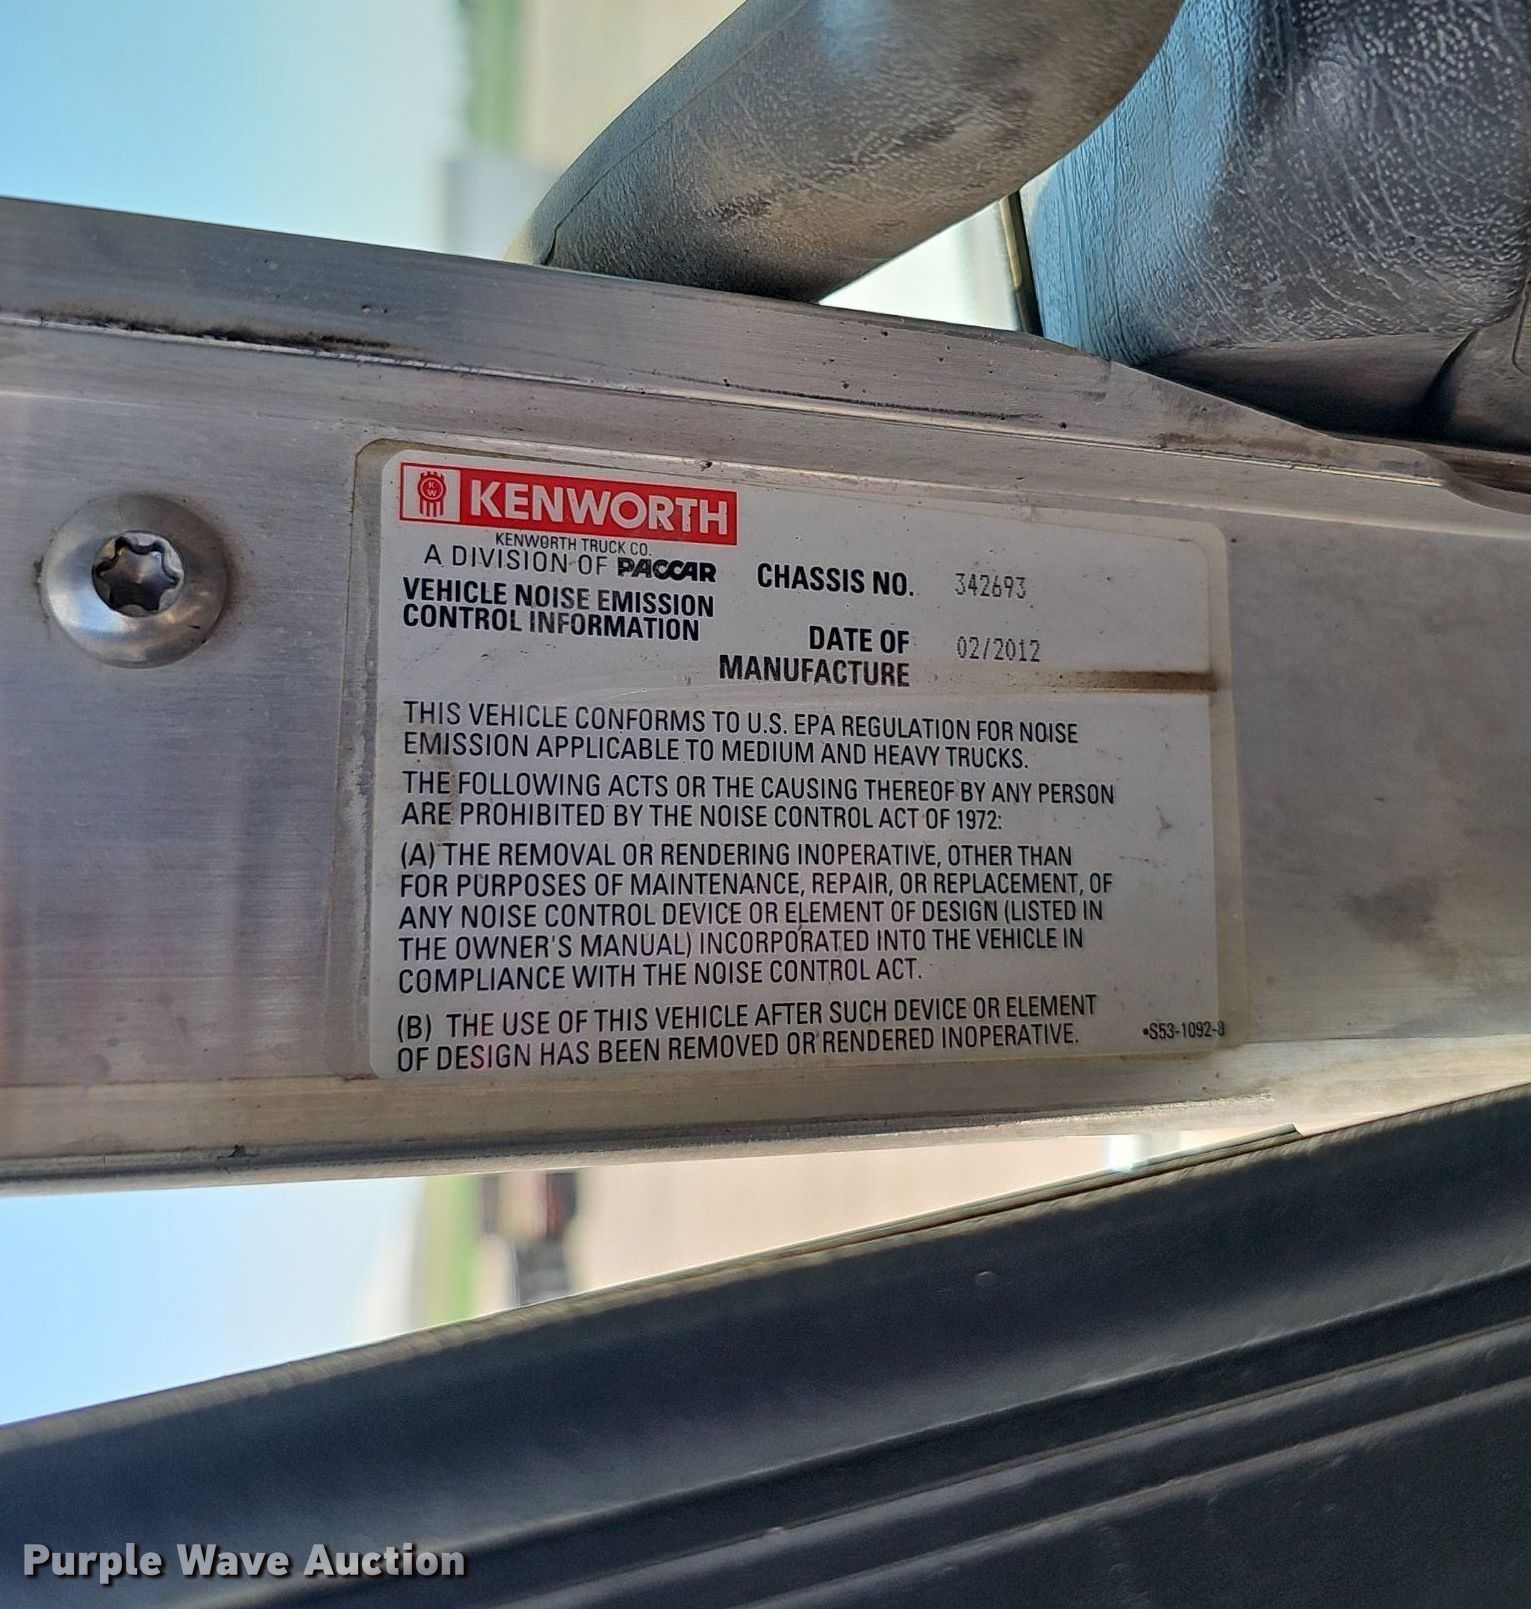 KW KENWORTH
KENWORTH TRUCK CO.
A DIVISION OF PACCAR
VEHICLE NOISE EMISSION
CONTROL INFORMATION
CHASSIS NO. 342693
DATE OF
MANUFACTURE 02/2012
THIS VEHICLE CONFORMS TO U.S. EPA REGULATION FOR NOISE
EMISSION APPLICABLE TO MEDIUM AND HEAVY TRUCKS.
THE FOLLOWING ACTS OR THE CAUSING THEREOF BY ANY PERSON
ARE PROHIBITED BY THE NOISE CONTROL ACT OF 1972:
(A) THE REMOVAL OR RENDERING INOPERATIVE, OTHER THAN
FOR PURPOSES OF MAINTENANCE, REPAIR, OR REPLACEMENT, OF
ANY NOISE CONTROL DEVICE OR ELEMENT OF DESIGN (LISTED IN
THE OWNER'S MANUAL) INCORPORATED INTO THE VEHICLE IN
COMPLIANCE WITH THE NOISE CONTROL ACT.
(B) THE USE OF THIS VEHICLE AFTER SUCH DEVICE OR ELEMENT
OF DESIGN HAS BEEN REMOVED OR RENDERED INOPERATIVE.
Purple Wave Auction